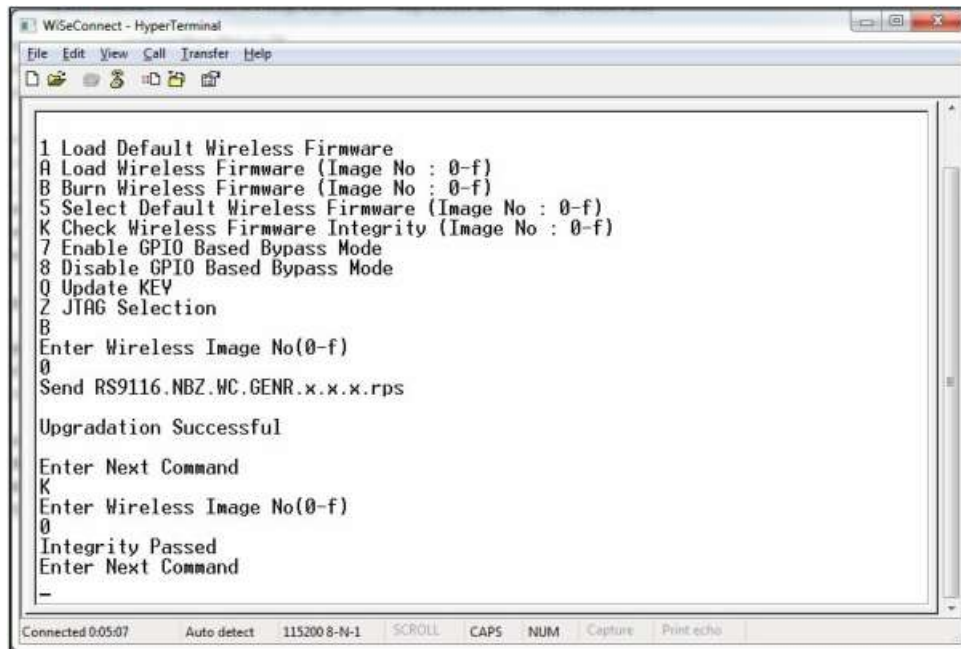 WiSeConnect - HyperTerminal
File Edit View Call Transfer Help
1 Load Default Wireless Firmware
A Load Wireless Firmware (Image No : 0-f)
B Burn Wireless Firmware (Image No : 0-f)
5 Select Default Wireless Firmware (Image No : 0-f)
K Check Wireless Firmware Integrity (Image No : 0-f)
7 Enable GPIO Based Bypass Mode
8 Disable GPIO Based Bypass Mode
Q Update KEY
Z JTAG Selection
B
Enter Wireless Image No(0-f)
0
Send RS9116.NBZ.WC.GENR.x.x.x.rps
Upgradation Successful
Enter Next Command
K
Enter Wireless Image No(0-f)
0
Integrity Passed
Enter Next Command
_
Connected 0:05:07 Auto detect 115200 8-N-1 SCROLL CAPS NUM Capture Print echo